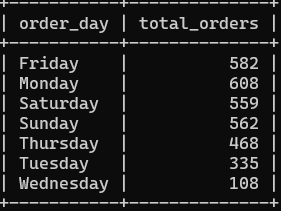 +-----------+--------------+
| order_day | total_orders |
+-----------+--------------+
| Friday    |          582 |
| Monday    |          608 |
| Saturday  |          559 |
| Sunday    |          562 |
| Thursday  |          468 |
| Tuesday   |          335 |
| Wednesday |          108 |
+-----------+--------------+